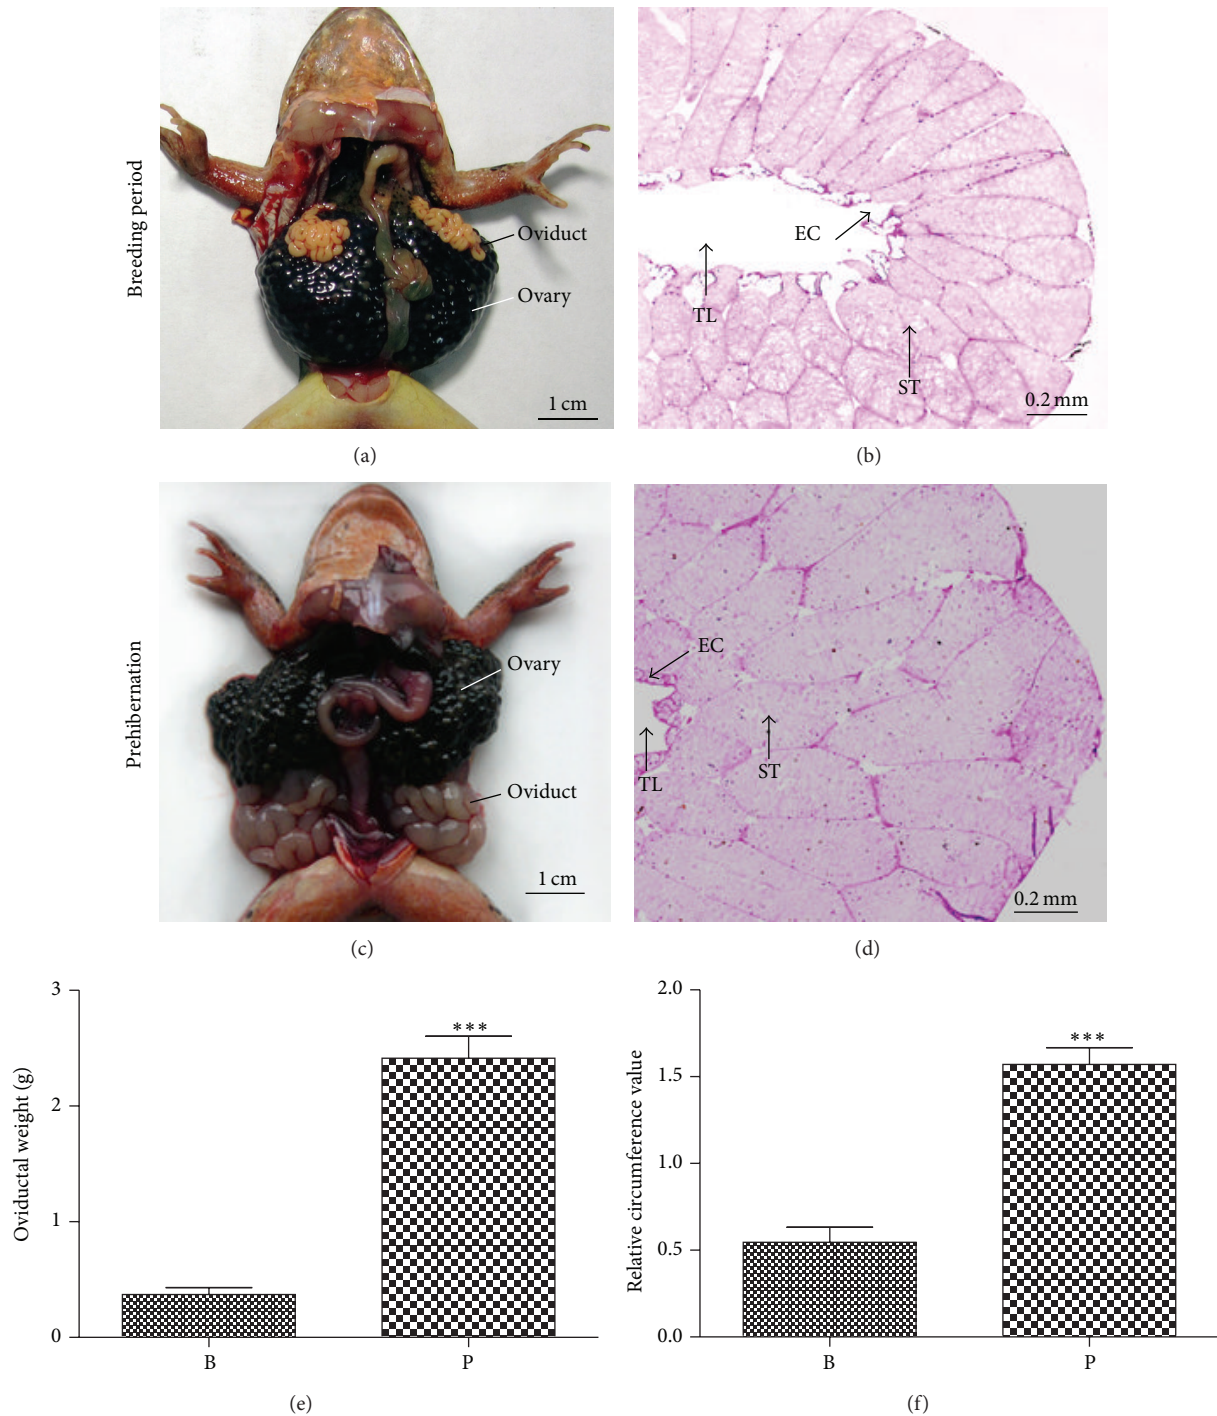 Breeding period
Oviduct
Ovary
1 cm
(a)
EC
TL
ST
0.2 mm
(b)
Prehibernation
Ovary
Oviduct
1 cm
(c)
EC
TL
ST
0.2 mm
(d)
Oviductal weight (g)
3
2
1
0
***
B
P
(e)
Relative circumference value
2.0
1.5
1.0
0.5
0.0
***
B
P
(f)